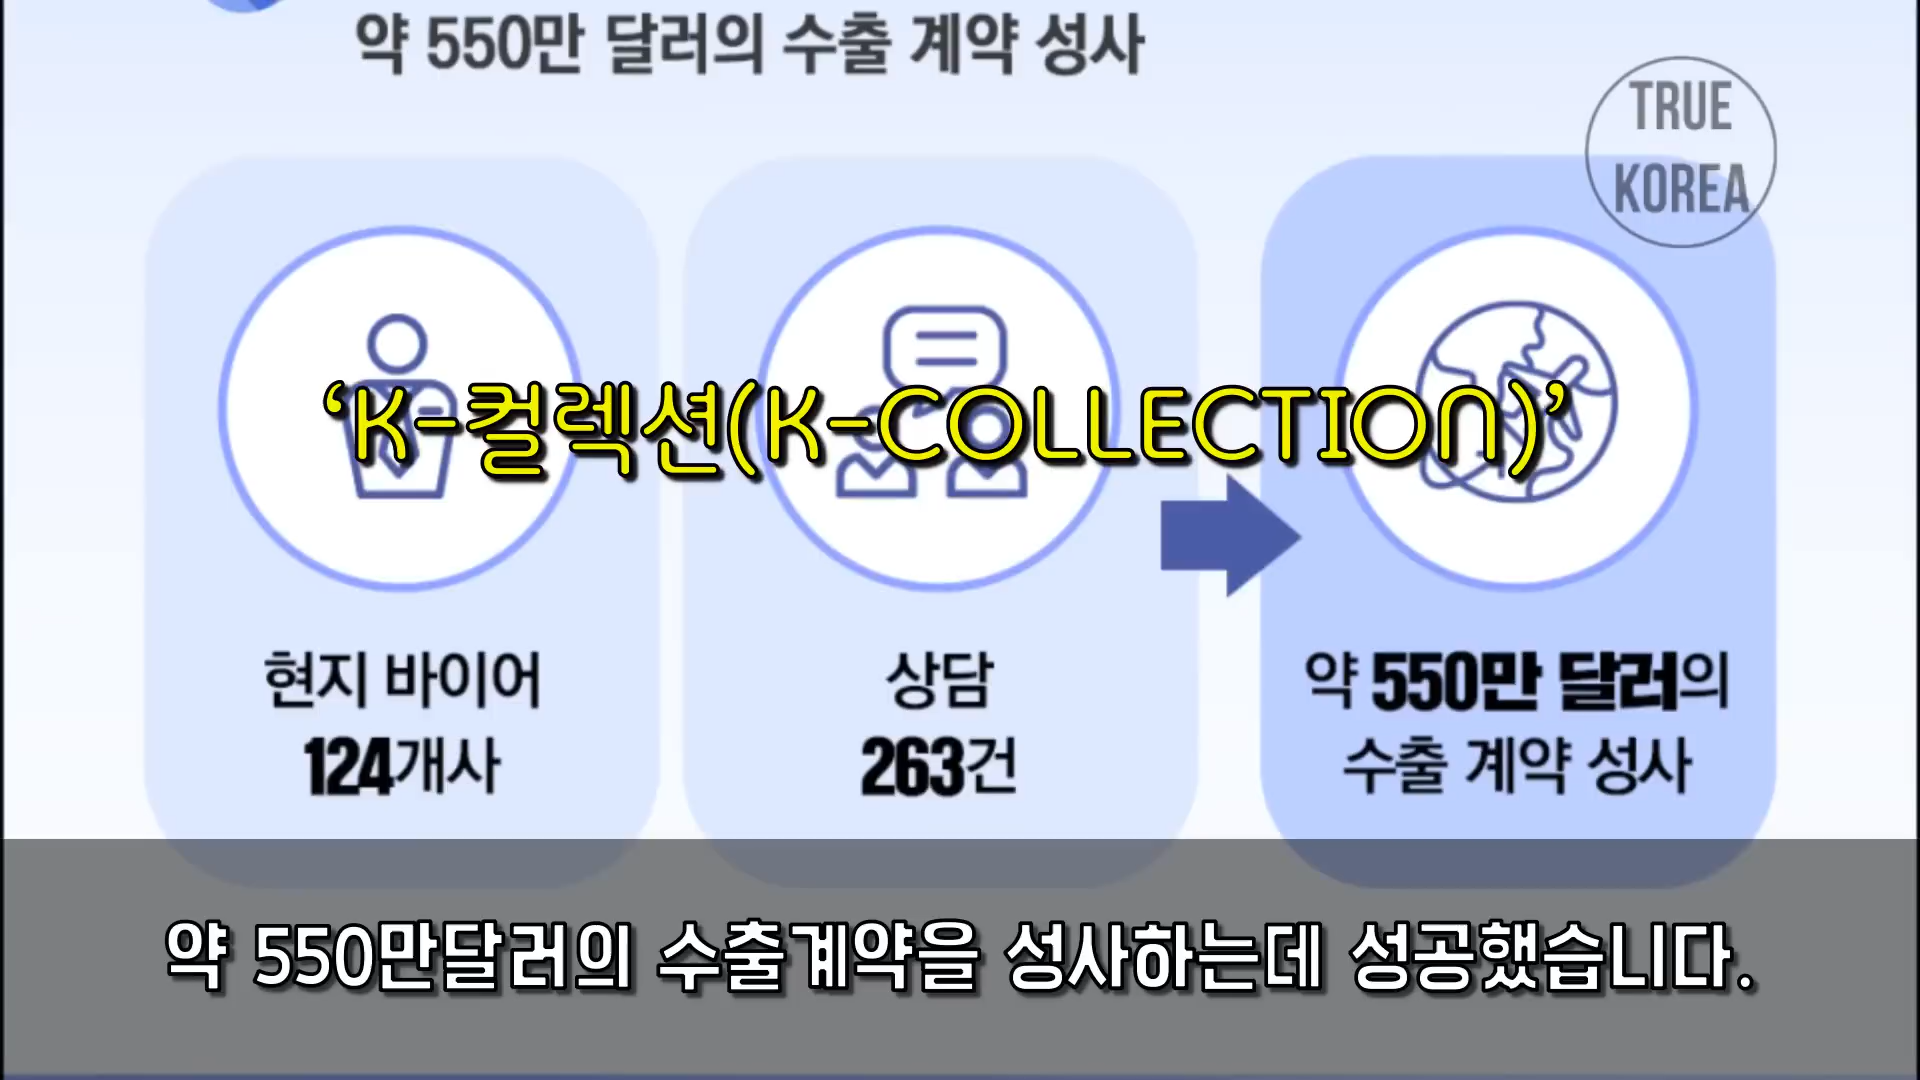 약 550만 달러의 수출 계약 성사
TRUE
KOREA
‘K-컬렉션(K-COLLECTION)’
현지 바이어
124개사
상담
263건
약 550만 달러의
수출 계약 성사
약 550만달러의 수출계약을 성사하는데 성공했습니다.